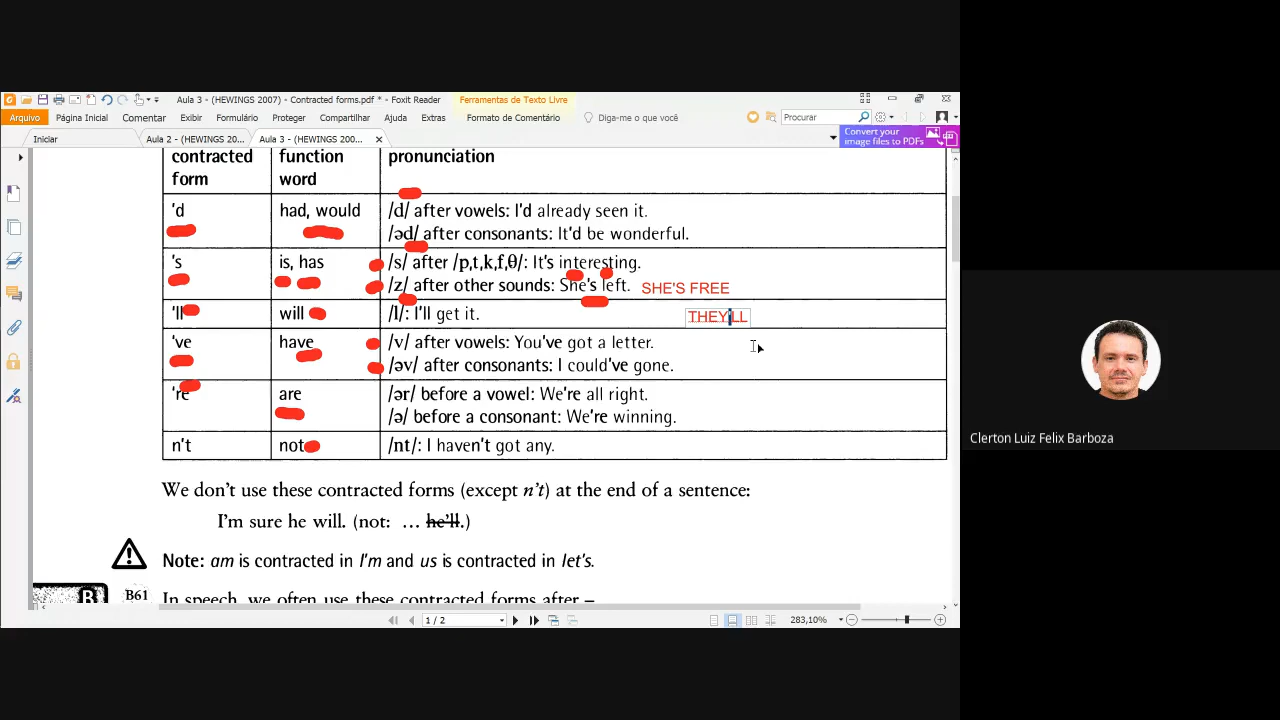 Aula 3 - (HEWINGS 2007) - Contracted forms.pdf * - Foxit Reader
Ferramentas de Texto Livre
Arquivo Página Inicial Comentar Exibir Formulário Proteger Compartilhar Ajuda Extras Formato de Comentário Diga-me o que você Procurar
Iniciar Aula 2 - (HEWINGS 20... Aula 3 - (HEWINGS 200...
Convert your
image files to PDFs
contracted function pronunciation
form word
'd had, would /d/ after vowels: I'd already seen it.
/əd/ after consonants: It'd be wonderful.
's is, has /s/ after /p,t,k,f,θ/: It's interesting.
/z/ after other sounds: She's left. SHE'S FREE
'll will /l/: I'll get it. THEY LL
've have /v/ after vowels: You've got a letter.
/əv/ after consonants: I could've gone.
're are /ər/ before a vowel: We're all right.
/ə/ before a consonant: We're winning.
n't not /nt/: I haven't got any.
We don't use these contracted forms (except n't) at the end of a sentence:
I'm sure he will. (not: ... he'll.)
Note: am is contracted in I'm and us is contracted in let's.
B B61 In speech, we often use these contracted forms after –
1 / 2
283,10%
Clerton Luiz Felix Barboza